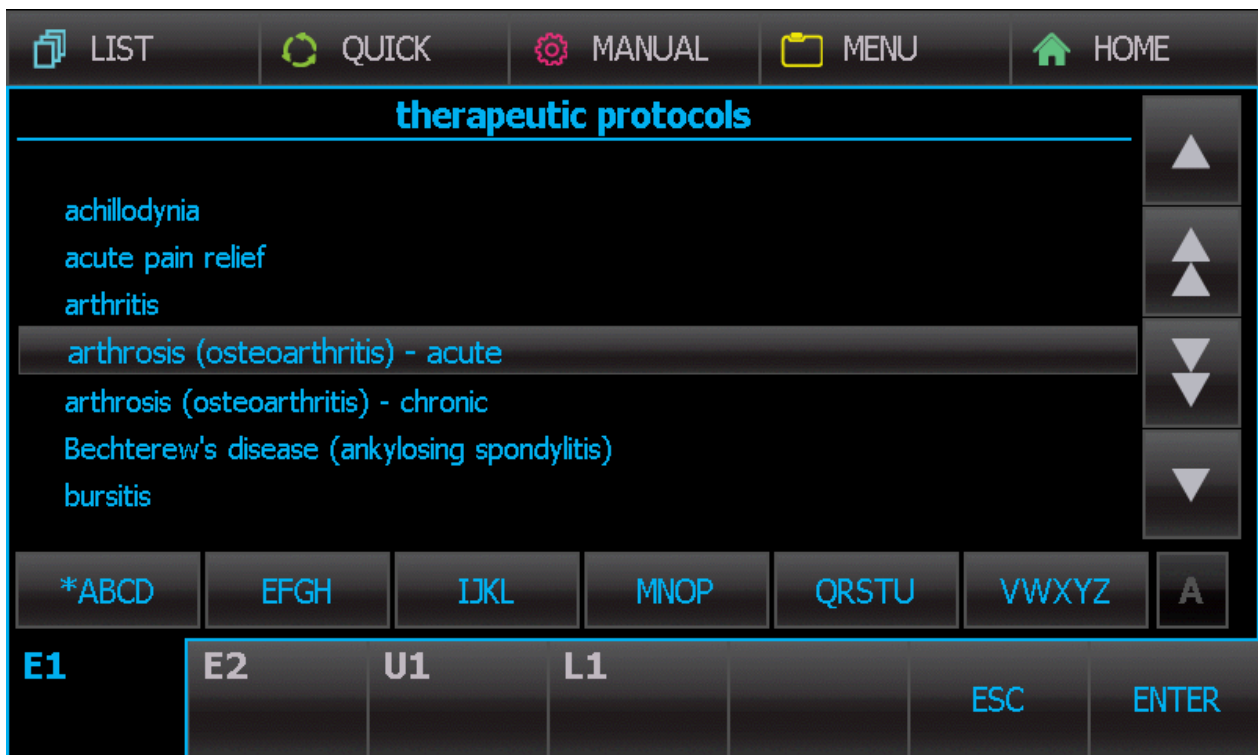 LIST QUICK MANUAL MENU HOME
therapeutic protocols
achillodynia
acute pain relief
arthritis
arthrosis (osteoarthritis) - acute
arthrosis (osteoarthritis) - chronic
Bechterew's disease (ankylosing spondylitis)
bursitis
*ABCD EFGH IJKL MNOP QRSTU VWXYZ A
E1 E2 U1 L1 ESC ENTER